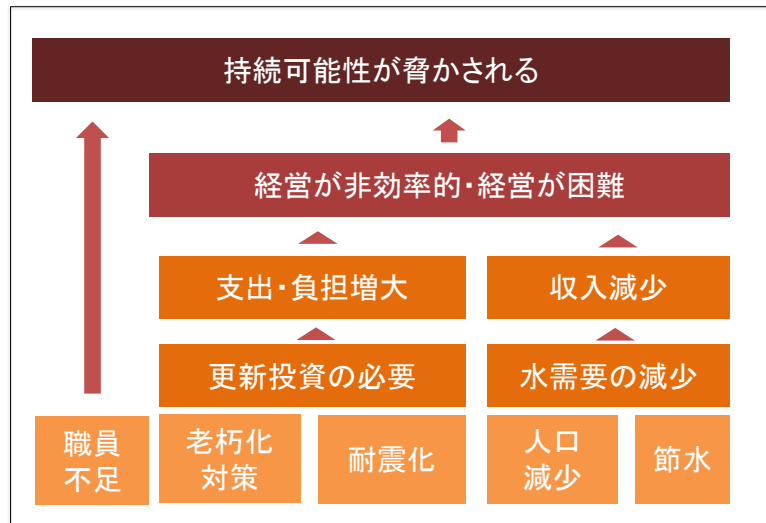 持続可能性が脅かされる
経営が非効率的・経営が困難
支出・負担増大
収入減少
更新投資の必要
水需要の減少
職員
不足
老朽化
対策
耐震化
人口
減少
節水